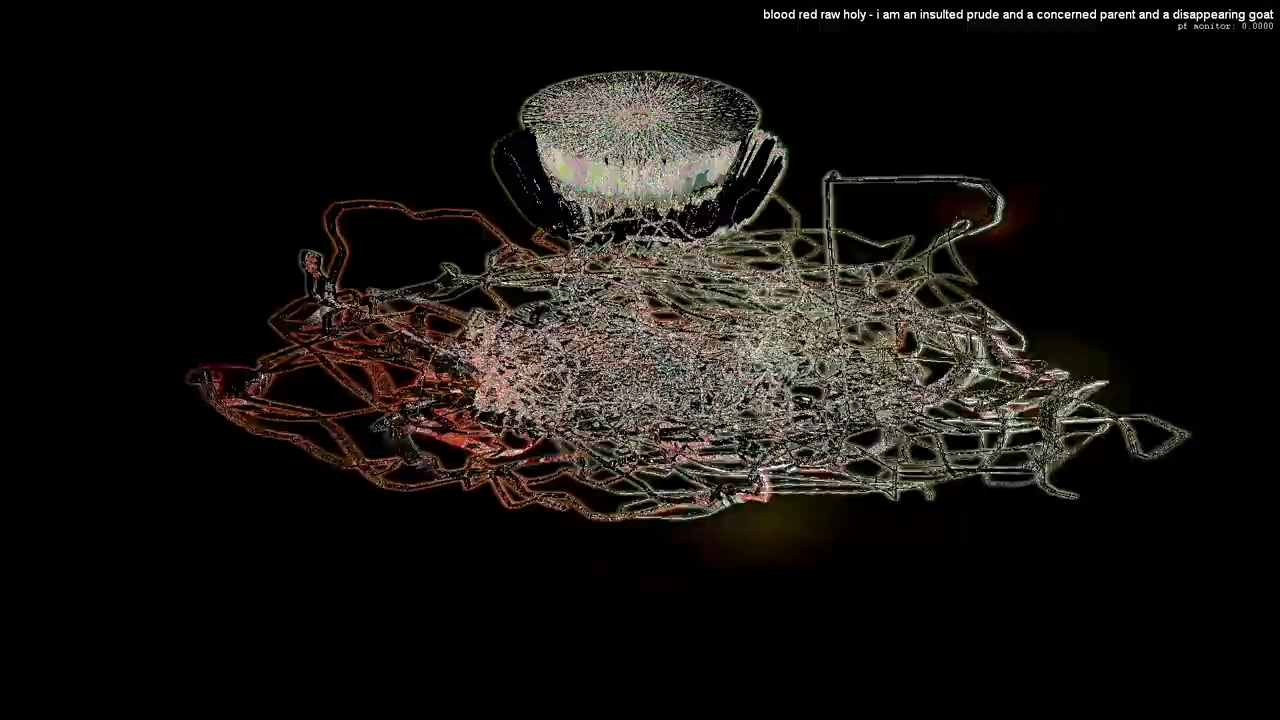 blood red raw holy - i am an insulted prude and a concerned parent and a disappearing goat
pf monitor: 0.0000